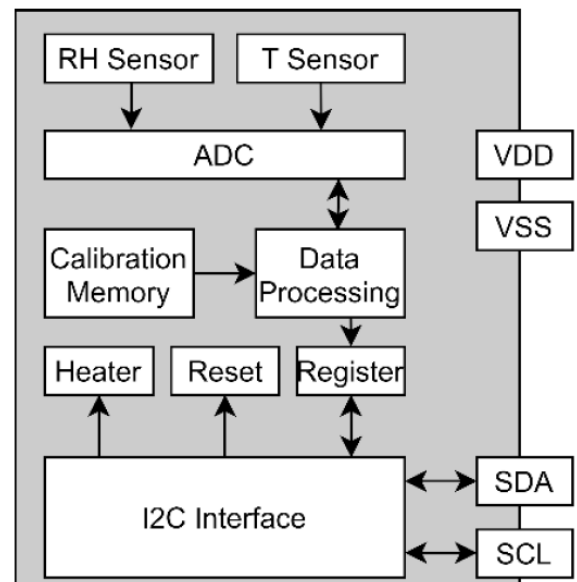 RH Sensor
T Sensor
ADC
VDD
VSS
Calibration
Memory
Data
Processing
Heater
Reset
Register
I2C Interface
SDA
SCL